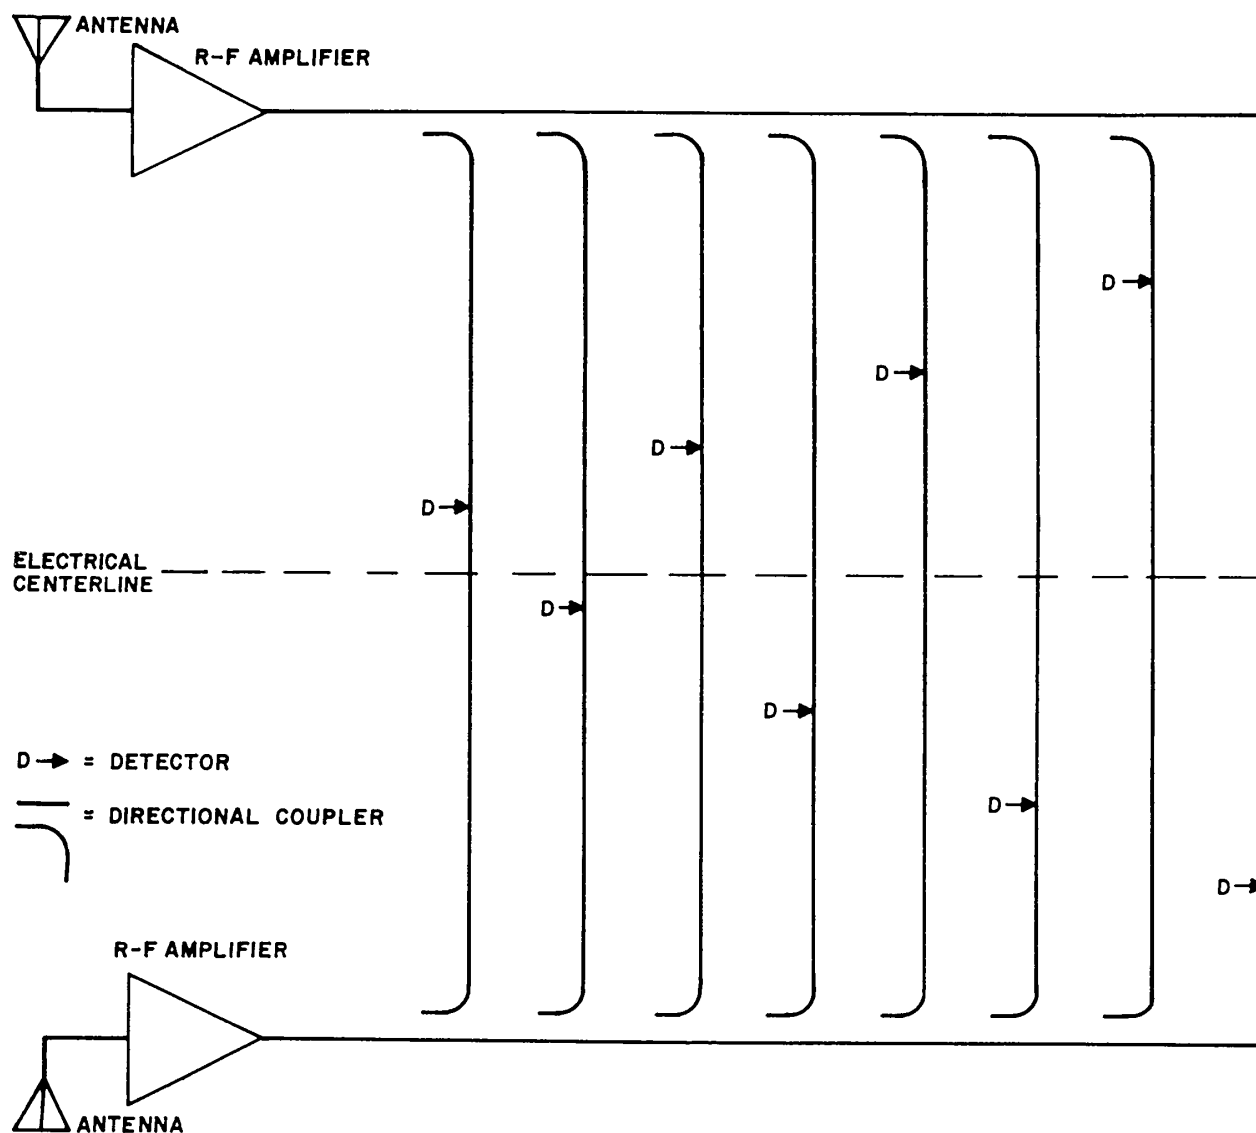 ANTENNA
R-F AMPLIFIER
D
D
D
D
ELECTRICAL
CENTERLINE
D
D
D = DETECTOR
= DIRECTIONAL COUPLER
D
D
R-F AMPLIFIER
ANTENNA